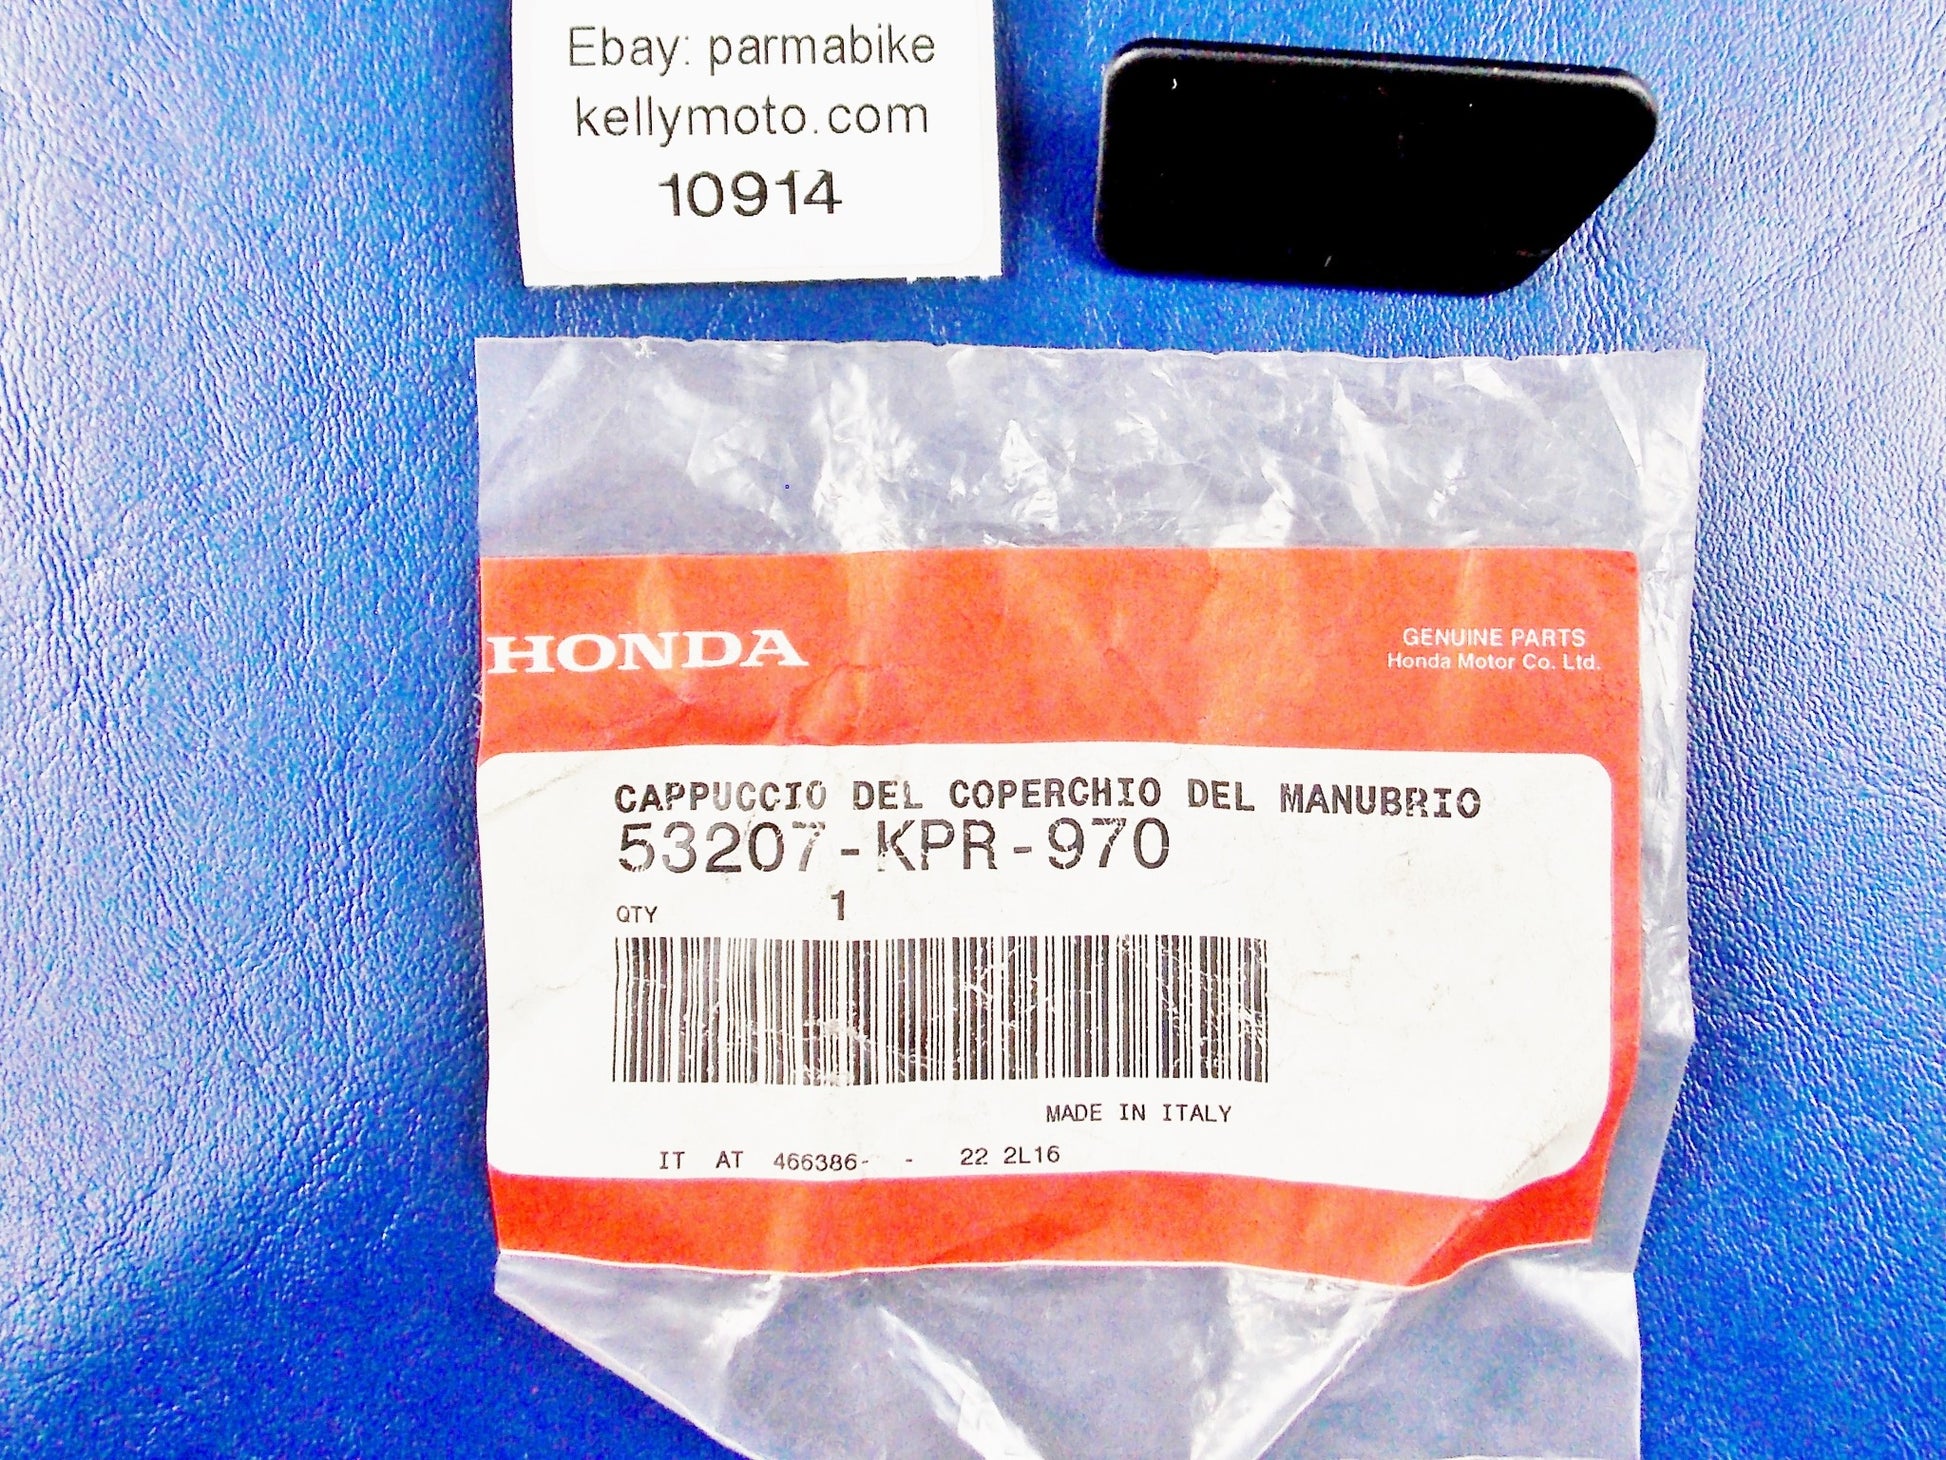 Ebay: parmabike
kellymoto.com
10914
HONDA
GENUINE PARTS
Honda Motor Co. Ltd.
CAPPUCCIO DEL COPERCHIO DEL MANUBRIO
53207-KPR-970
QTY 1
MADE IN ITALY
IT AT 466386- - 22 2L16